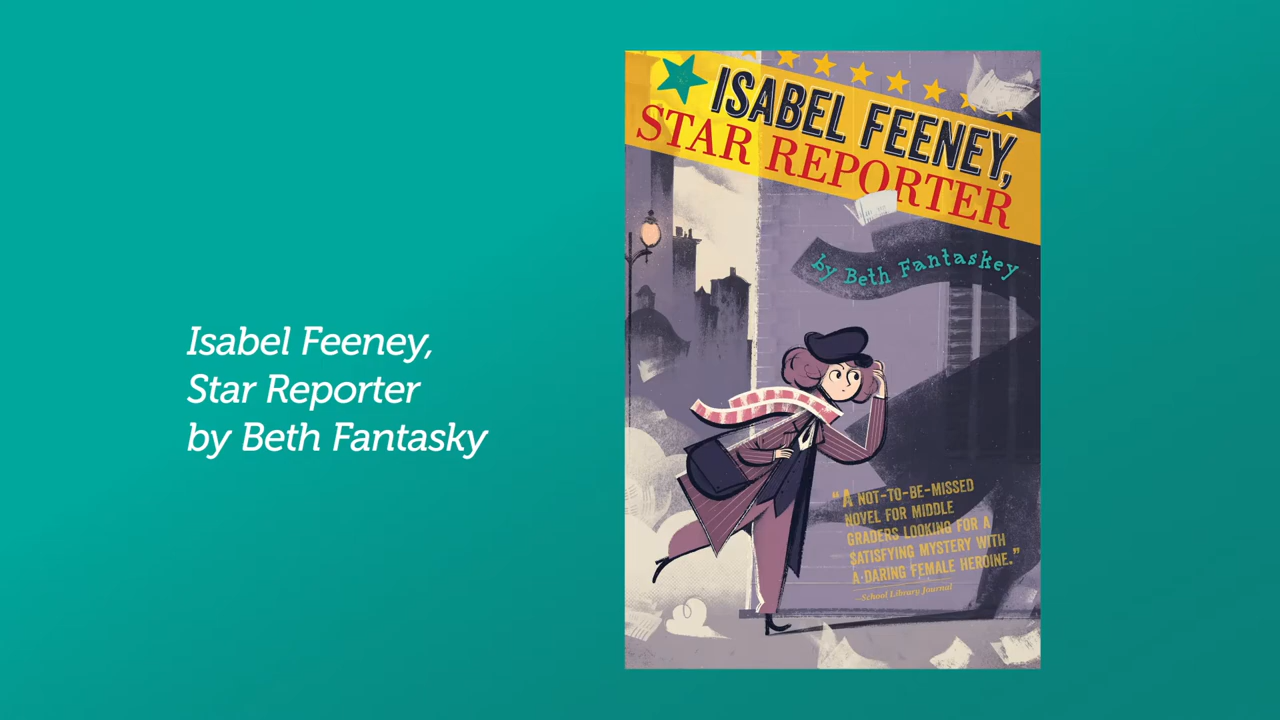 Isabel Feeney,
Star Reporter
by Beth Fantasky
ISABEL FEENEY,
STAR REPORTER
by Beth Fantaskey
“A NOT-TO-BE-MISSED
NOVEL FOR MIDDLE
GRADERS LOOKING FOR A
SATISFYING MYSTERY WITH
A DARING FEMALE HEROINE.”
–School Library Journal